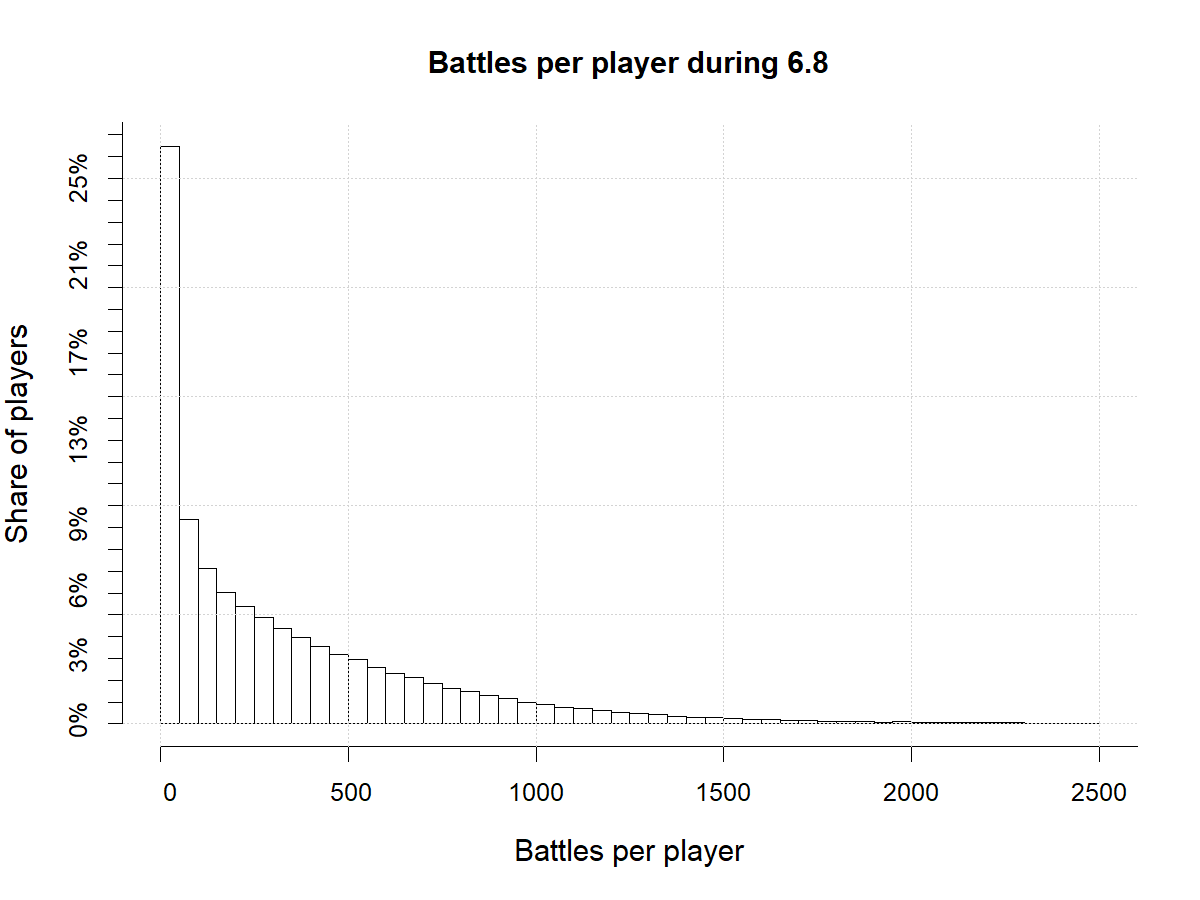 Battles per player during 6.8
Share of players
25%
21%
17%
13%
9%
6%
3%
0%
0 500 1000 1500 2000 2500
Battles per player